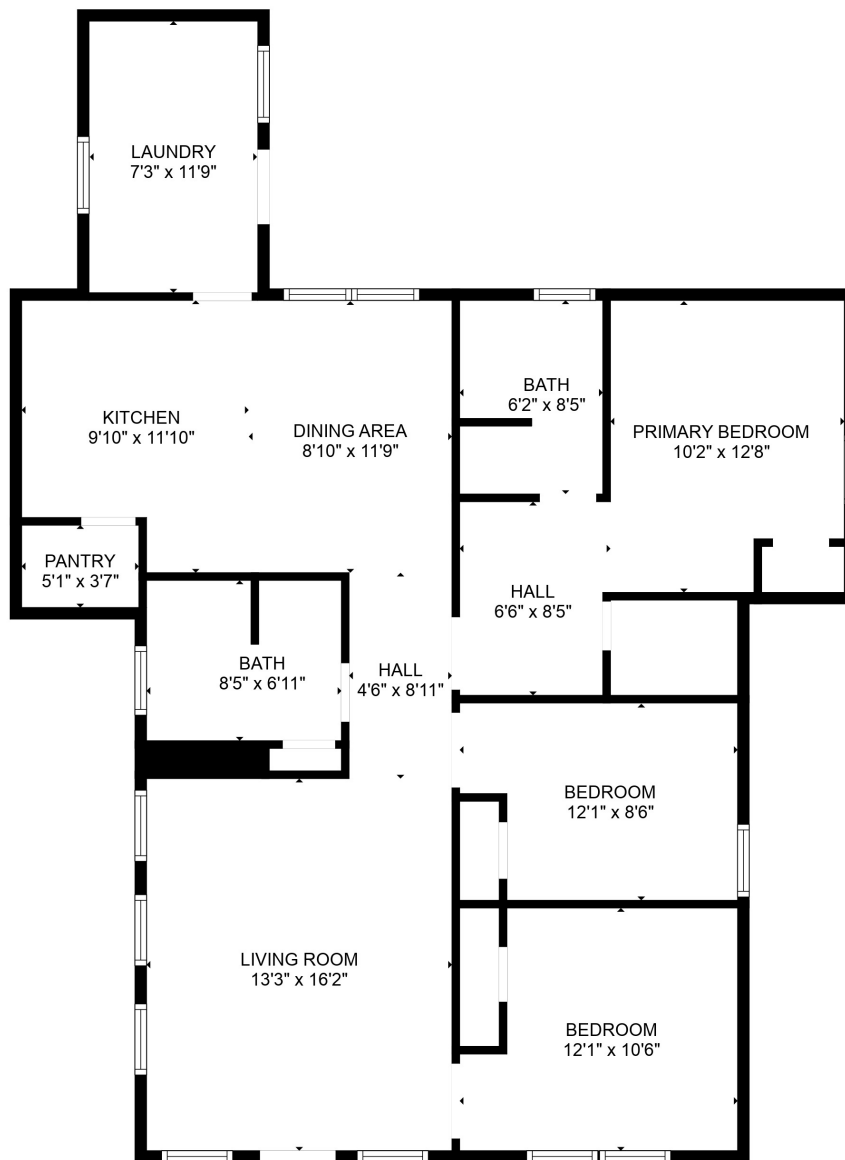 LAUNDRY
7'3" x 11'9"
KITCHEN
9'10" x 11'10"
DINING AREA
8'10" x 11'9"
BATH
6'2" x 8'5"
PRIMARY BEDROOM
10'2" x 12'8"
PANTRY
5'1" x 3'7"
HALL
6'6" x 8'5"
BATH
8'5" x 6'11"
HALL
4'6" x 8'11"
BEDROOM
12'1" x 8'6"
LIVING ROOM
13'3" x 16'2"
BEDROOM
12'1" x 10'6"